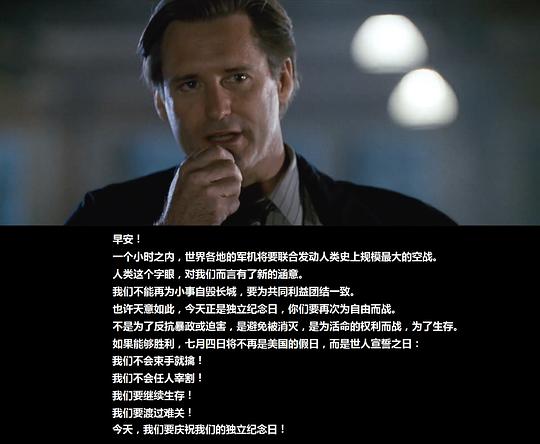 早安！
一个小时之内，世界各地的军机将要联合发动人类史上规模最大的空战。
人类这个字眼，对我们而言有了新的涵意。
我们不能再为小事自毁长城，要为共同利益团结一致。
也许天意如此，今天正是独立纪念日，你们要再次为自由而战。
不是为了反抗暴政或迫害，是避免被消灭，是为活命的权利而战，为了生存。
如果能够胜利，七月四日将不再是美国的假日，而是世人宣誓之日：
我们不会束手就擒！
我们不会任人宰割！
我们要继续生存！
我们要渡过难关！
今天，我们要庆祝我们的独立纪念日！